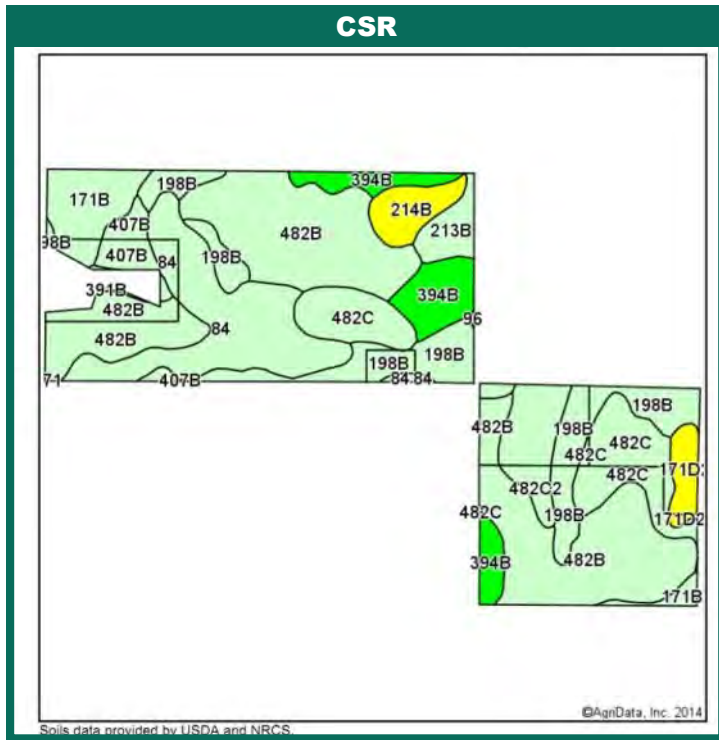 CSR
198B
394B
171B
214B
407B
482B
213B
98B
407B
84
198B
391B
394B
482B
482C
96
84
482B
198B
198B
71
407B
84
84
198B
482B
198B
482C
482C
171D
482C
482C2
482C
198B
171D2
394B
482B
171B
©AgriData, Inc. 2014
Soils data provided by USDA and NRCS.